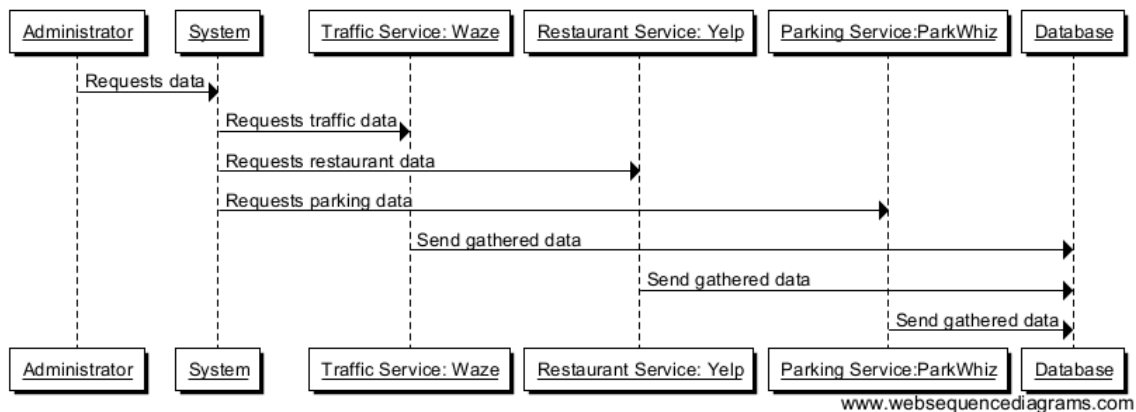 Administrator System Traffic Service: Waze Restaurant Service: Yelp Parking Service:ParkWhiz Database
Requests data
Requests traffic data
Requests restaurant data
Requests parking data
Send gathered data
Send gathered data
Send gathered data
Administrator System Traffic Service: Waze Restaurant Service: Yelp Parking Service:ParkWhiz Database
www.websequencediagrams.com